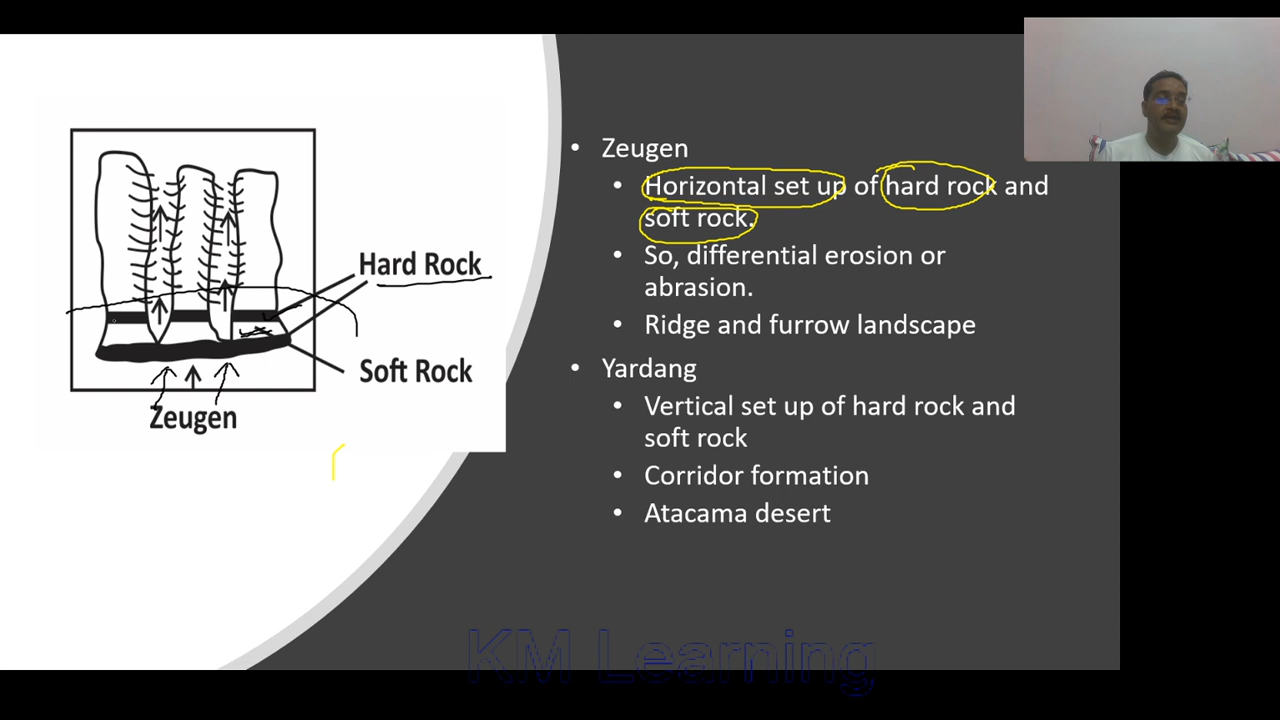 Zeugen
Horizontal set up of hard rock and
soft rock.
So, differential erosion or
abrasion.
Ridge and furrow landscape
Yardang
Vertical set up of hard rock and
soft rock
Corridor formation
Atacama desert
Hard Rock
Soft Rock
Zeugen
KM Learning